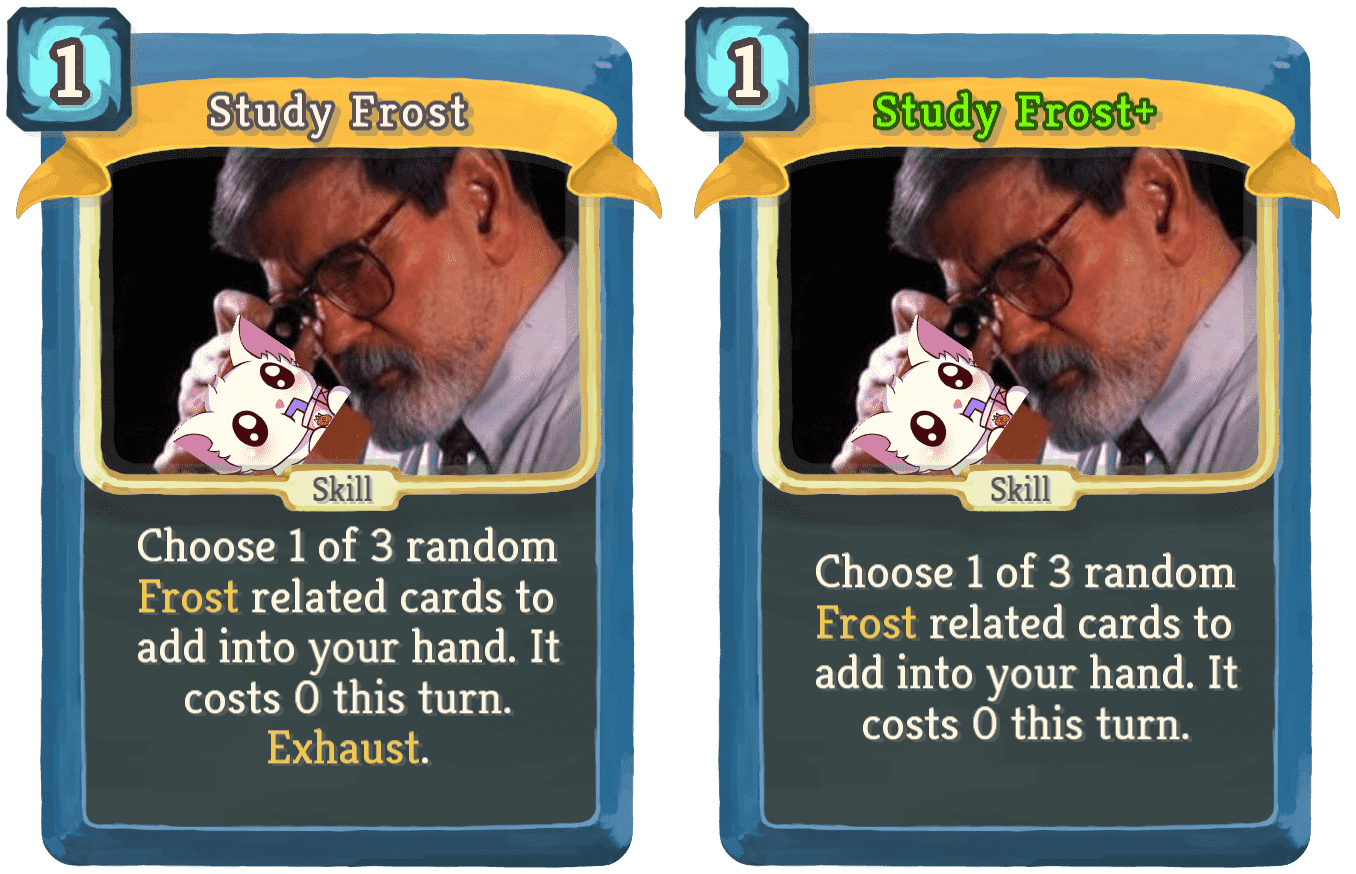 1
Study Frost
Skill
Choose 1 of 3 random
Frost related cards to
add into your hand. It
costs 0 this turn.
Exhaust.
1
Study Frost+
Skill
Choose 1 of 3 random
Frost related cards to
add into your hand. It
costs 0 this turn.